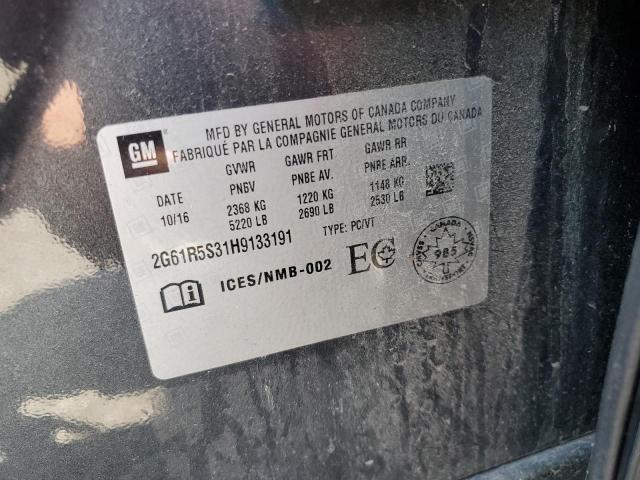 GM
MFD BY GENERAL MOTORS OF CANADA COMPANY
FABRIQUÉ PAR LA COMPAGNIE GENERAL MOTORS DU CANADA
DATE GVWR GAWR FRT GAWR RR
PNBV PNBE AV. PNBE ARR.
10/16 2368 KG 1220 KG 1148 KG
5220 LB 2690 LB 2530 LB
2G61R5S31H9133191 TYPE: PC/VT
ICES/NMB-002 EC
CANADA
985